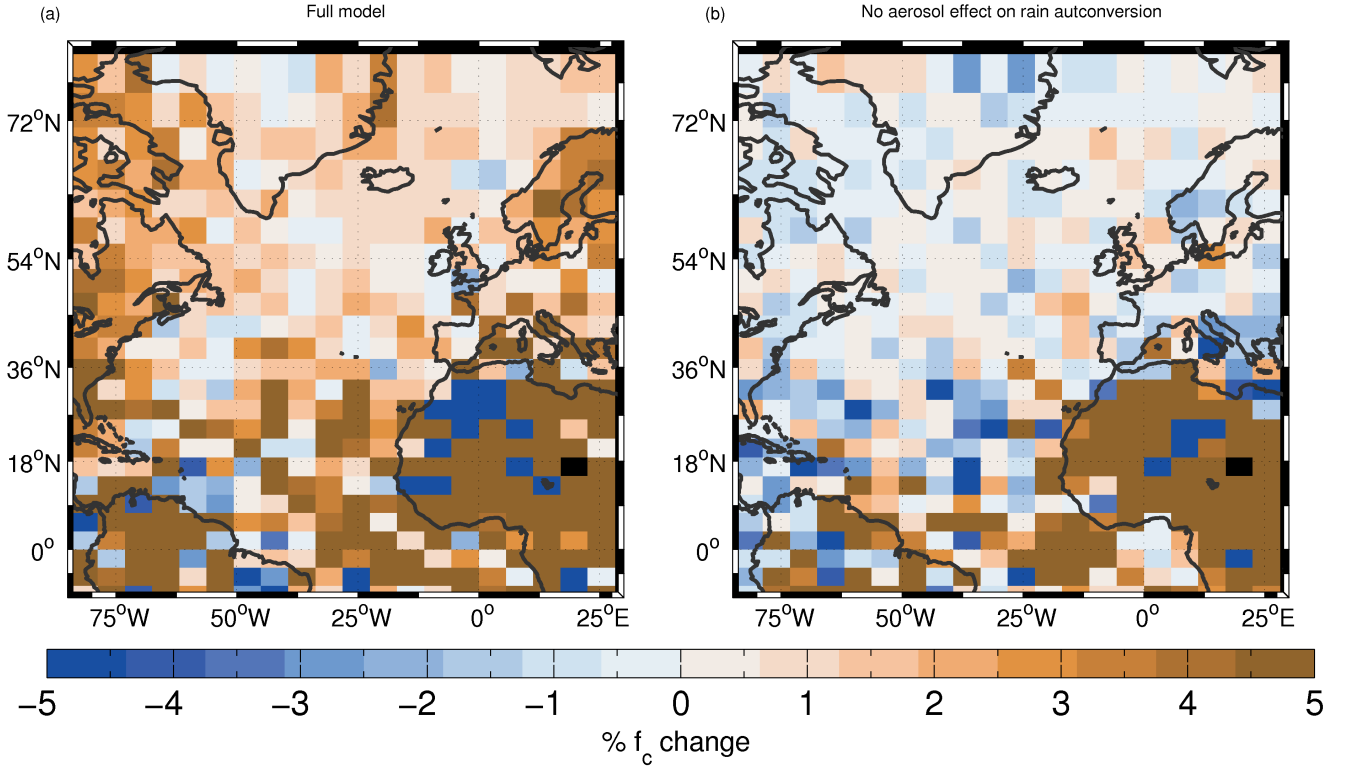 (a) Full model (b) No aerosol effect on rain autconversion
72°N 72°N
54°N 54°N
36°N 36°N
18°N 18°N
0° 0°
75°W 50°W 25°W 0° 25°E 75°W 50°W 25°W 0° 25°E
−5 −4 −3 −2 −1 0 1 2 3 4 5
% fc change